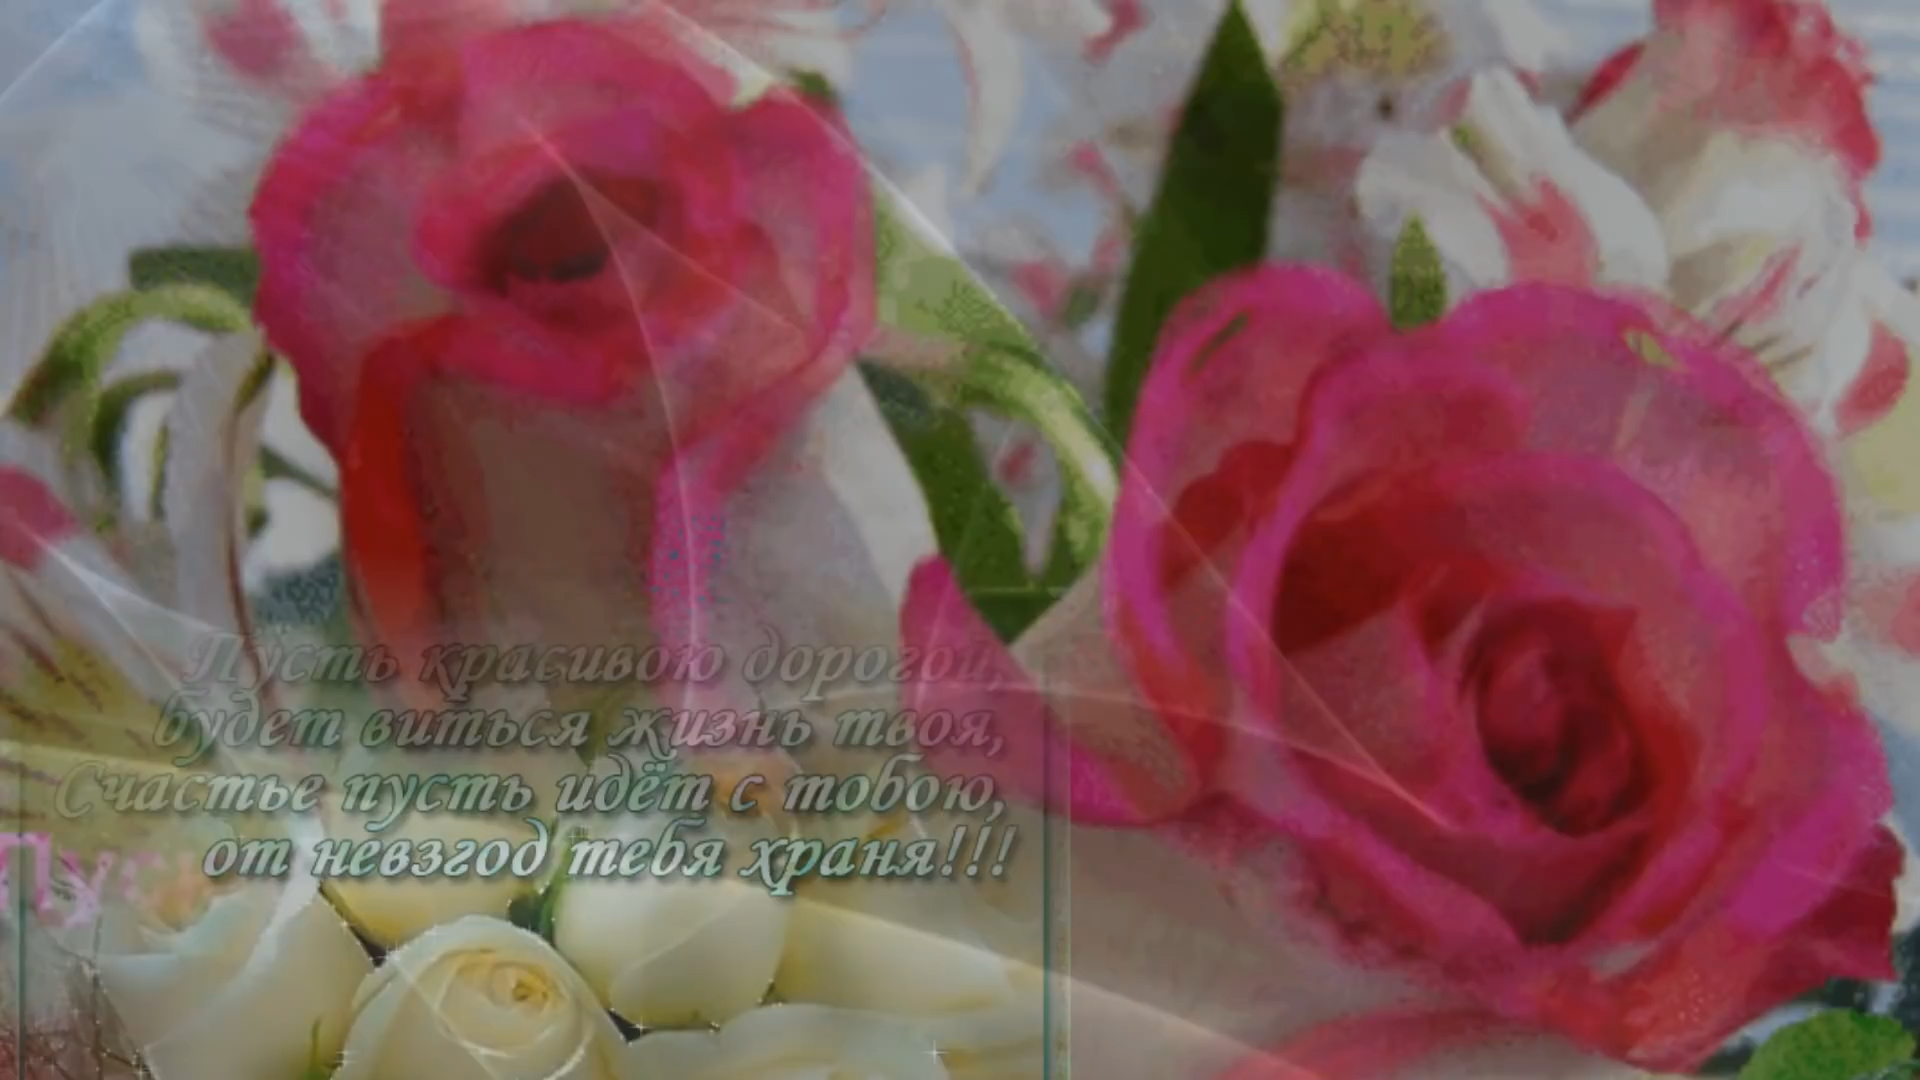 Пусть красивою дорогой,
будет виться жизнь твоя,
Счастье пусть идёт с тобою,
от невзгод тебя храня!!!